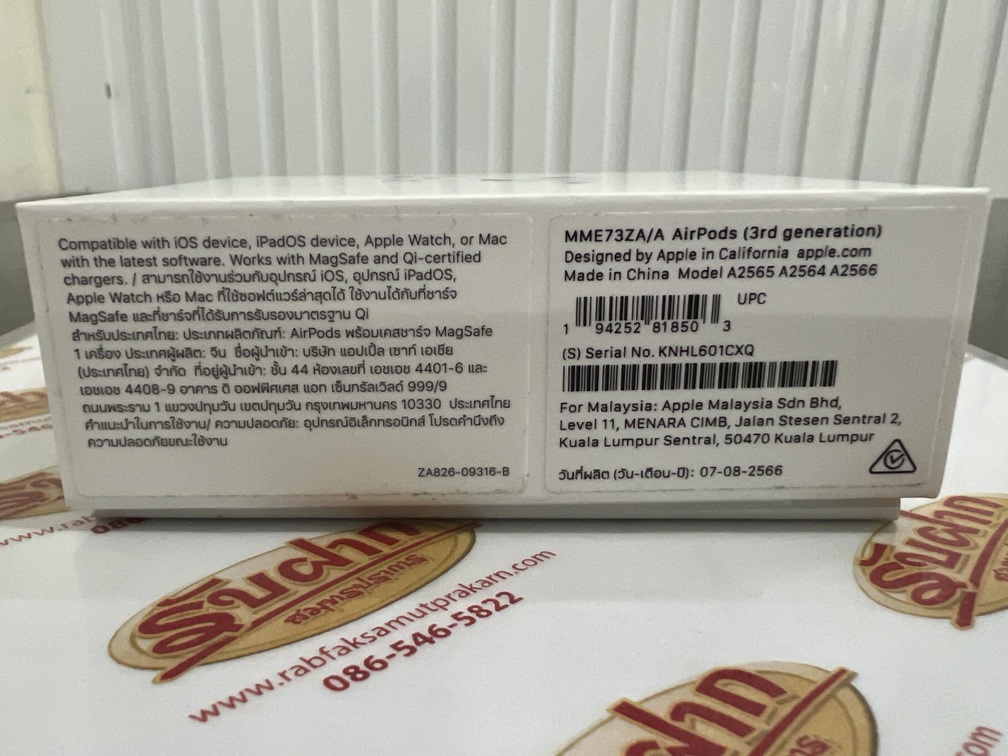 Compatible with iOS device, iPadOS device, Apple Watch, or Mac
with the latest software. Works with MagSafe and Qi-certified
chargers. / สามารถใช้งานร่วมกับอุปกรณ์ iOS, อุปกรณ์ iPadOS,
Apple Watch หรือ Mac ที่ใช้ซอฟต์แวร์ล่าสุดได้ ใช้งานได้กับที่ชาร์จ
MagSafe และที่ชาร์จที่ได้รับการรับรองมาตรฐาน Qi
สำหรับประเทศไทย: ประเภทผลิตภัณฑ์: AirPods พร้อมเคสชาร์จ MagSafe
1 เครื่อง ประเทศผู้ผลิต: จีน ชื่อผู้นำเข้า: บริษัท แอปเปิ้ล เซาท์ เอเชีย
(ประเทศไทย) จำกัด ที่อยู่ผู้นำเข้า: ชั้น 44 ห้องเลขที่ เอชเอช 4401-6 และ
เอชเอช 4408-9 อาคาร ดิ ออฟฟิศเศส แอท เซ็นทรัลเวิลด์ 999/9
ถนนพระราม 1 แขวงปทุมวัน เขตปทุมวัน กรุงเทพมหานคร 10330 ประเทศไทย
คำแนะนำในการใช้งาน/ ความปลอดภัย: อุปกรณ์อิเล็กทรอนิกส์ โปรดคำนึงถึง
ความปลอดภัยขณะใช้งาน
ZA826-09316-B
MME73ZA/A AirPods (3rd generation)
Designed by Apple in California apple.com
Made in China Model A2565 A2564 A2566
UPC
1 94252 81850 3
(S) Serial No. KNHL601CXQ
For Malaysia: Apple Malaysia Sdn Bhd,
Level 11, MENARA CIMB, Jalan Stesen Sentral 2,
Kuala Lumpur Sentral, 50470 Kuala Lumpur
วันที่ผลิต (วัน-เดือน-ปี): 07-08-2566
รับฝาก
สมุทรปราการ
www.rabfaksamutprakarn.com
086-546-5822
รับฝาก